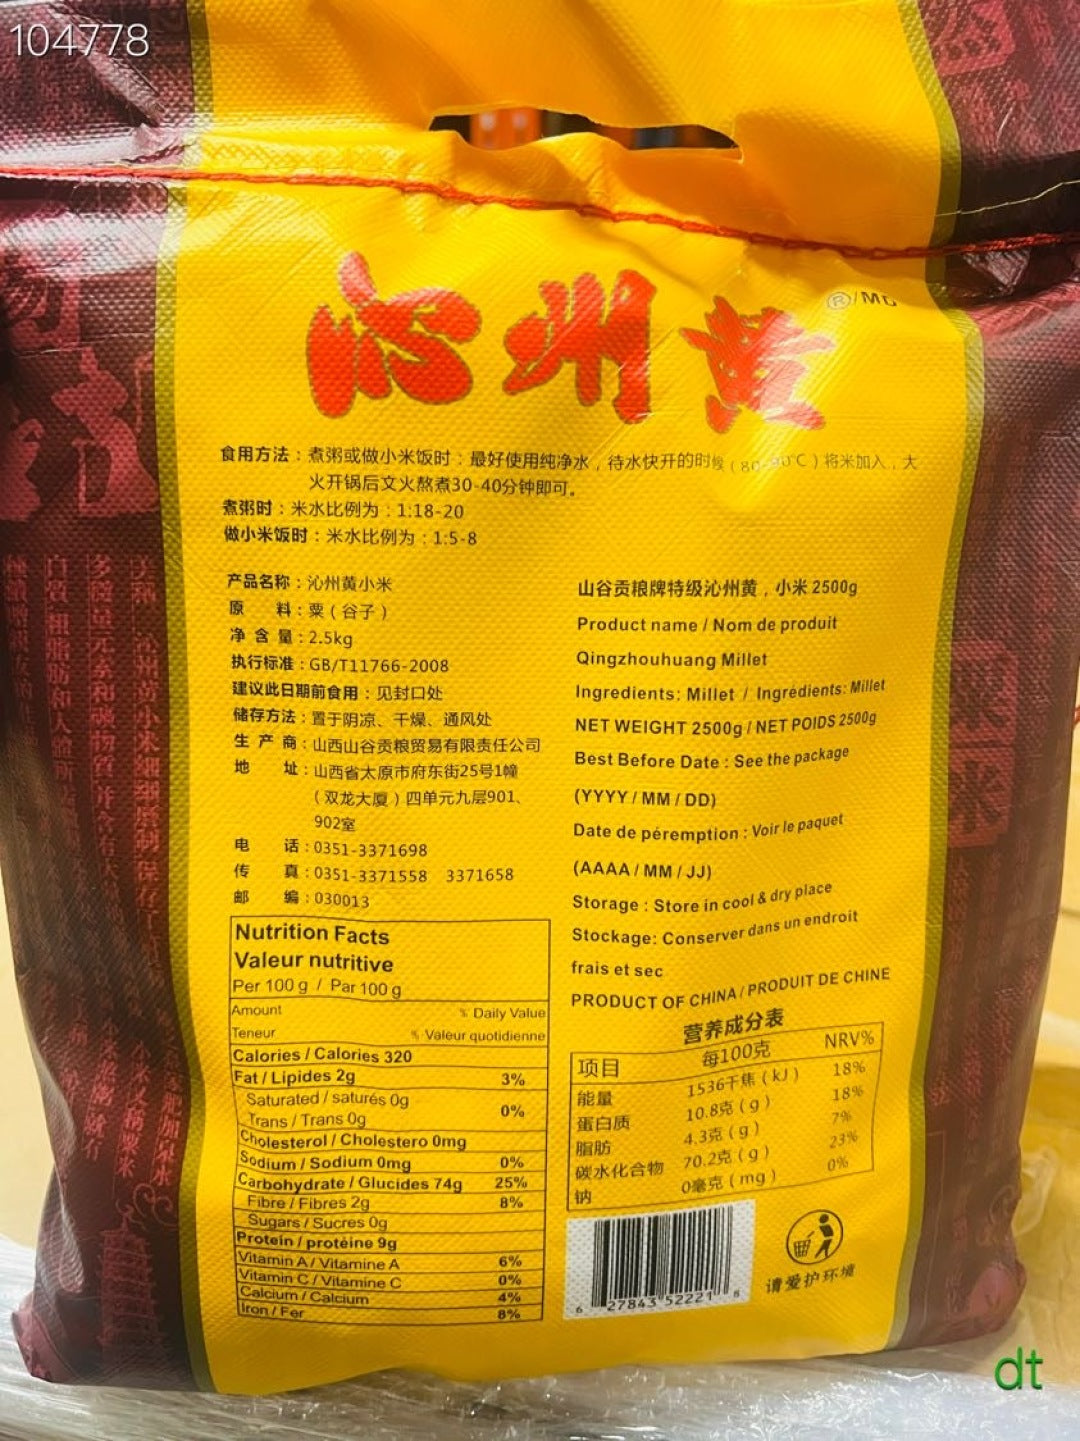 104778
沁州黄
®/MD
食用方法：煮粥或做小米饭时：最好使用纯净水，待水快开的时候（80-90℃）将米加入，大
火开锅后文火熬煮30-40分钟即可。
煮粥时：米水比例为：1:18-20
做小米饭时：米水比例为：1:5-8
产品名称：沁州黄小米
原 料：粟（谷子）
净含量：2.5kg
执行标准：GB/T11766-2008
建议此日期前食用：见封口处
储存方法：置于阴凉、干燥、通风处
生产商：山西山谷贡粮贸易有限责任公司
地 址：山西省太原市府东街25号1幢
（双龙大厦）四单元九层901、
902室
电 话：0351-3371698
传 真：0351-3371558 3371658
邮 编：030013
山谷贡粮牌特级沁州黄，小米 2500g
Product name / Nom de produit
Qingzhouhuang Millet
Ingredients: Millet / Ingrédients: Millet
NET WEIGHT 2500g / NET POIDS 2500g
Best Before Date : See the package
(YYYY / MM / DD)
Date de péremption : Voir le paquet
(AAAA / MM / JJ)
Storage : Store in cool & dry place
Stockage: Conserver dans un endroit
frais et sec
PRODUCT OF CHINA / PRODUIT DE CHINE
Nutrition Facts
Valeur nutritive
Per 100 g / Par 100 g
Amount % Daily Value
Teneur % Valeur quotidienne
Calories / Calories 320
Fat / Lipides 2g 3%
Saturated / saturés 0g
Trans / Trans 0g 0%
Cholesterol / Cholestero 0mg
Sodium / Sodium 0mg 0%
Carbohydrate / Glucides 74g 25%
Fibre / Fibres 2g 8%
Sugars / Sucres 0g
Protein / protéine 9g
Vitamin A / Vitamine A 6%
Vitamin C / Vitamine C 0%
Calcium / Calcium 4%
Iron / Fer 8%
营养成分表
项目 每100克 NRV%
能量 1536千焦（kJ） 18%
蛋白质 10.8克（g） 18%
脂肪 4.3克（g） 7%
碳水化合物 70.2克（g） 23%
钠 0毫克（mg） 0%
6 27843 52221 8
请爱护环境
dt